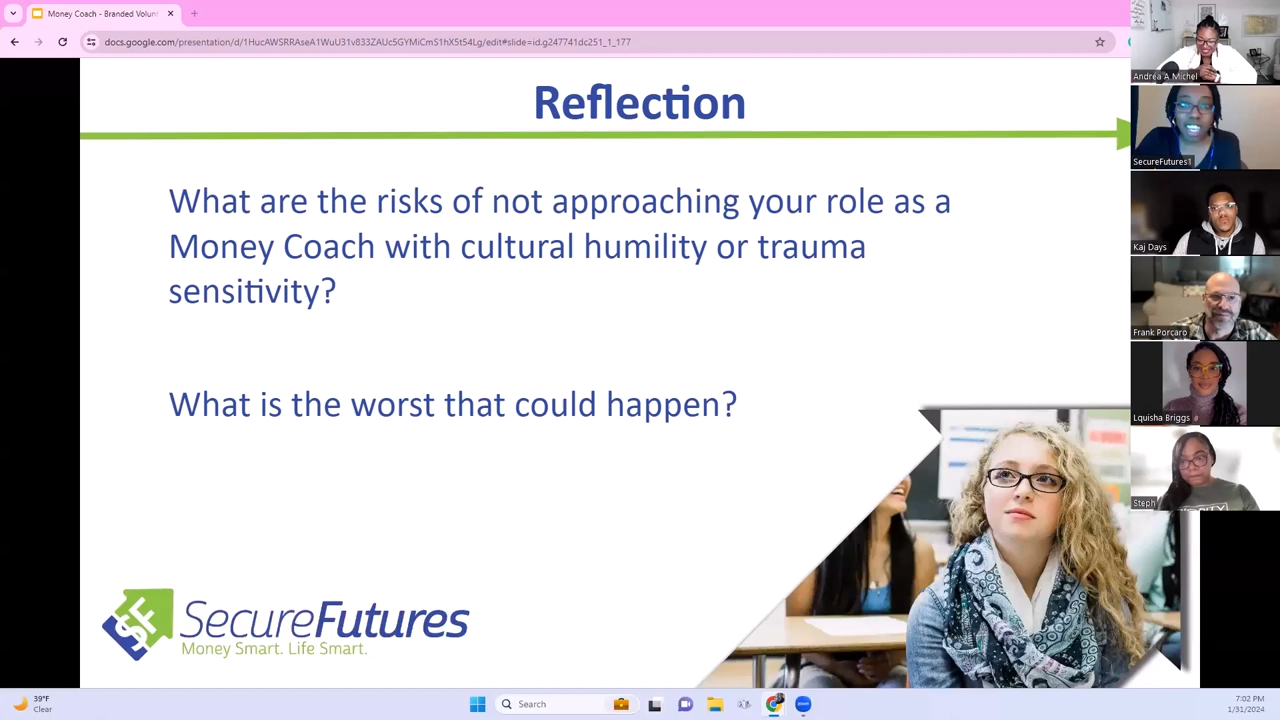 Money Coach - Branded Volun
docs.google.com/presentation/d/1HucAWSRRAseA1WuU31v833ZAUc5GYMiCmS1hX5t54Lg/edit#slide=id.g247741dc251_1_177
Reflection
What are the risks of not approaching your role as a
Money Coach with cultural humility or trauma
sensitivity?
What is the worst that could happen?
SF
SecureFutures
Money Smart. Life Smart.
Andrea A Michel
SecureFutures1
Kaj Days
Frank Porcaro
Lquisha Briggs
Steph
39°F
Clear
Search
zoom
7:02 PM
1/31/2024